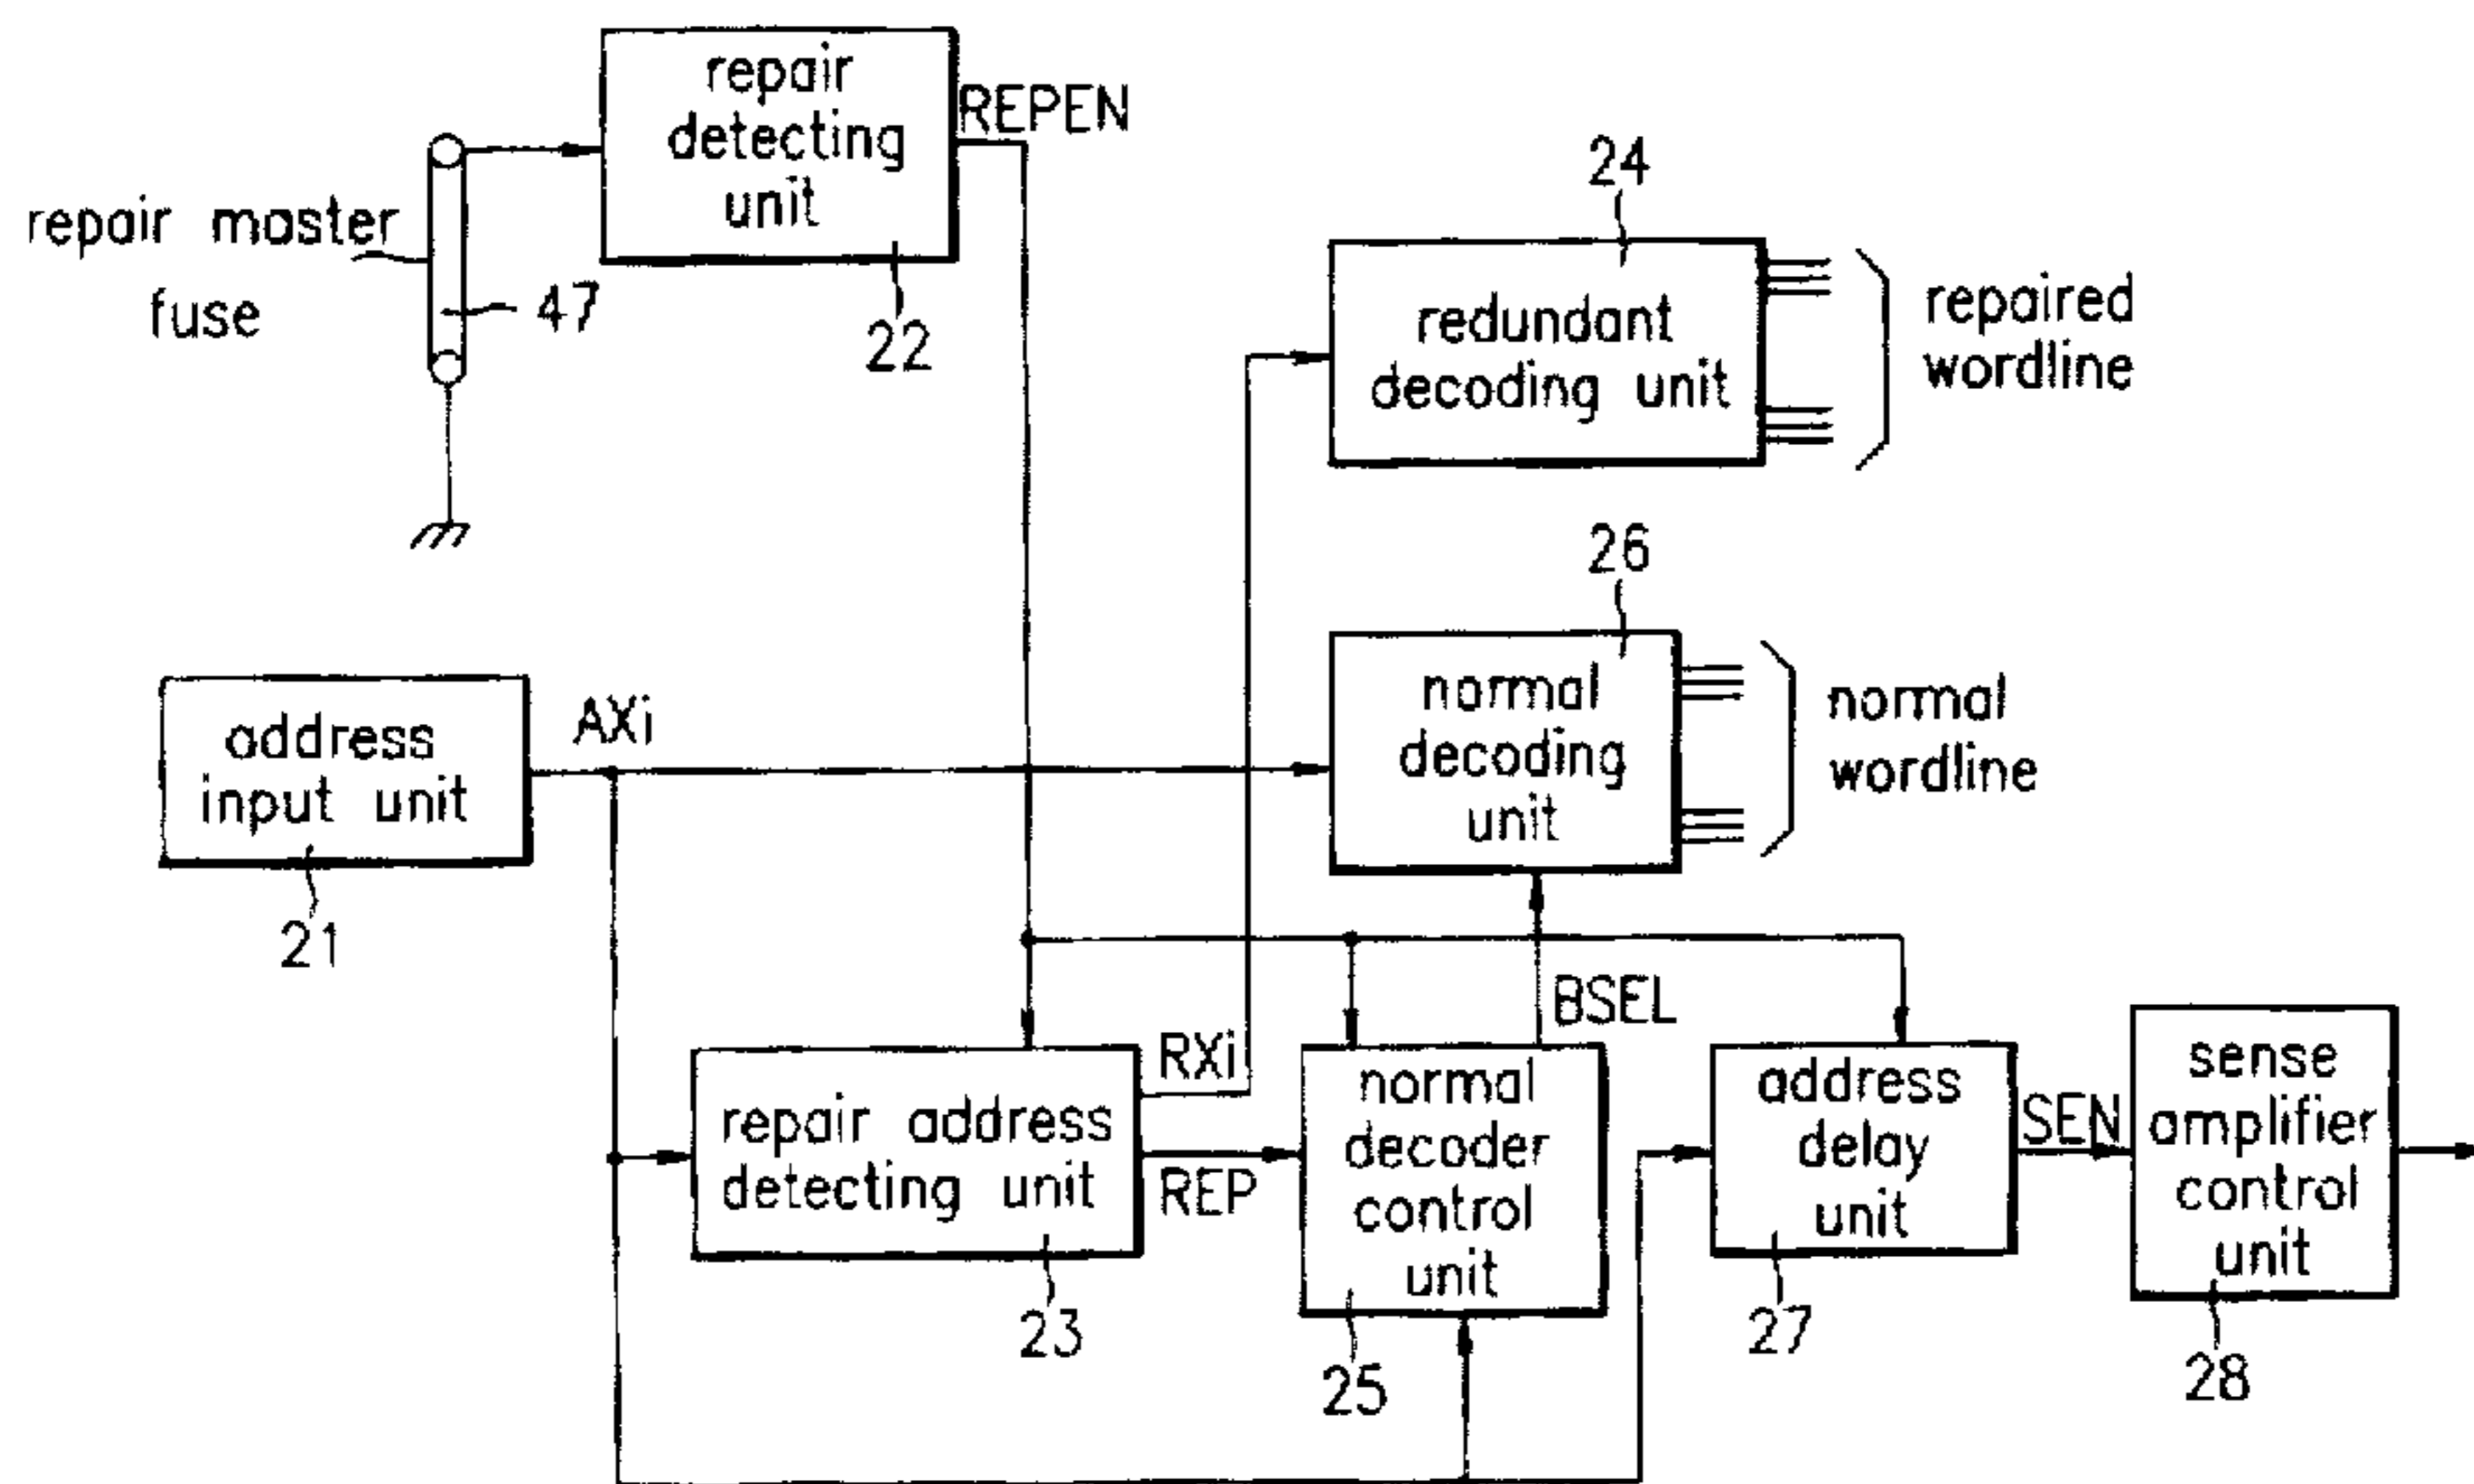 repair
detecting
unit
REPEN
22
repair master
fuse
47
24
redundant
decoding unit
repaired
wordline
26
normal
decoding
unit
normal
wordline
address
input unit
AXi
21
repair address
detecting unit
23
RXi
REP
BSEL
normal
decoder
control
unit
25
address
delay
unit
27
SEN
sense
amplifier
control
unit
28